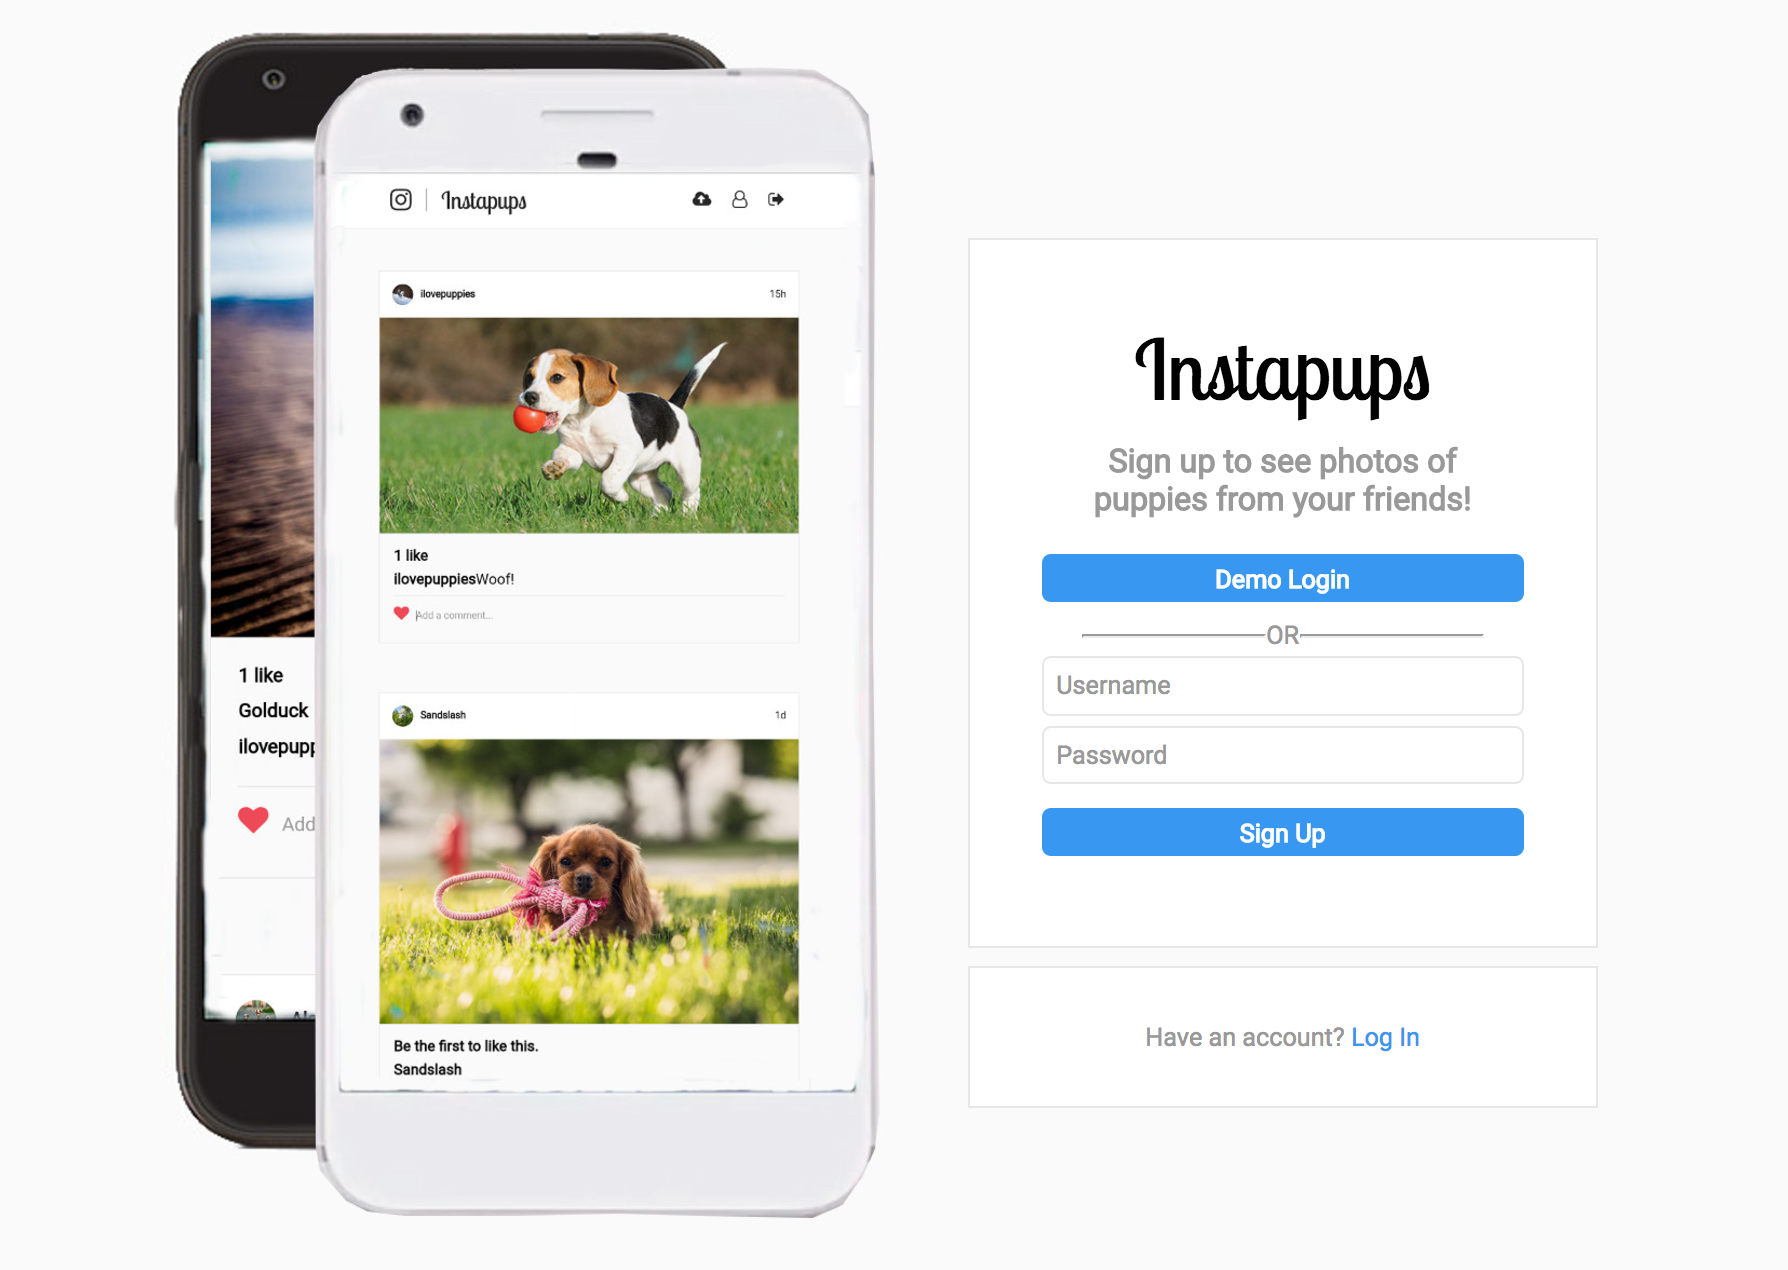 1 like
Golduck
Add
Instapups
ilovepuppies 15h
1 like
ilovepuppiesWoof!
Add a comment...
Sandslash 1d
Be the first to like this.
Sandslash
Instapups
Sign up to see photos of
puppies from your friends!
Demo Login
OR
Username
Password
Sign Up
Have an account? Log In